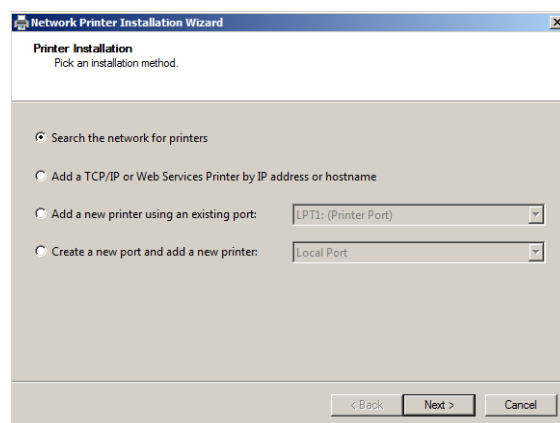 Network Printer Installation Wizard
Printer Installation
Pick an installation method.
Search the network for printers
Add a TCP/IP or Web Services Printer by IP address or hostname
Add a new printer using an existing port: LPT1: (Printer Port)
Create a new port and add a new printer: Local Port
< Back Next > Cancel